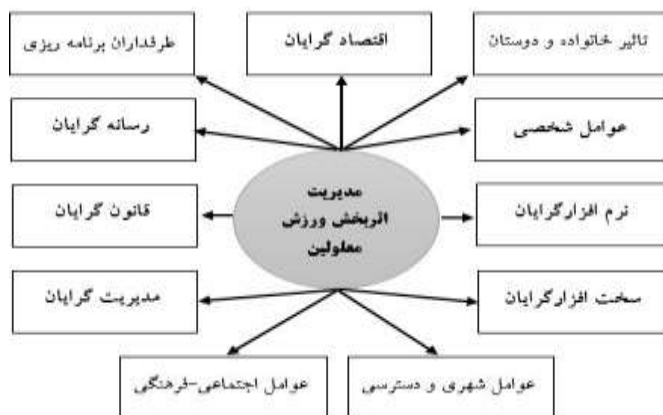 تاثیر خانواده و دوستان
اقتصاد گرایان
طرفداران برنامه ریزی
عوامل شخصی
رسانه گرایان
مدیریت
اثربخش ورزش
معلولین
نرم افزارگرایان
قانون گرایان
سخت افزارگرایان
مدیریت گرایان
عوامل شهری و دسترسی
عوامل اجتماعی-فرهنگی